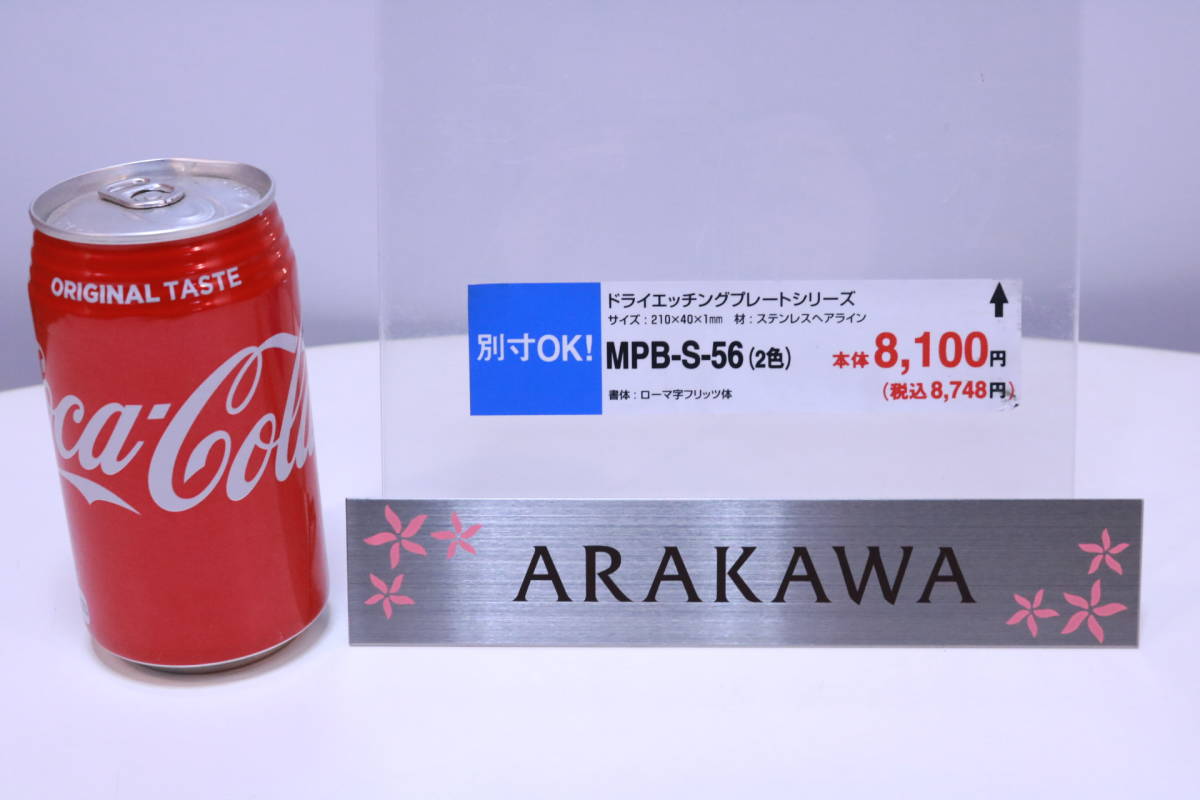 ORIGINAL TASTE
Coca-Cola
別寸OK!
ドライエッチングプレートシリーズ
サイズ：210×40×1mm 材：ステンレスヘアライン
MPB-S-56（2色） 本体8,100円
書体：ローマ字フリッツ体 （税込8,748円）
ARAKAWA